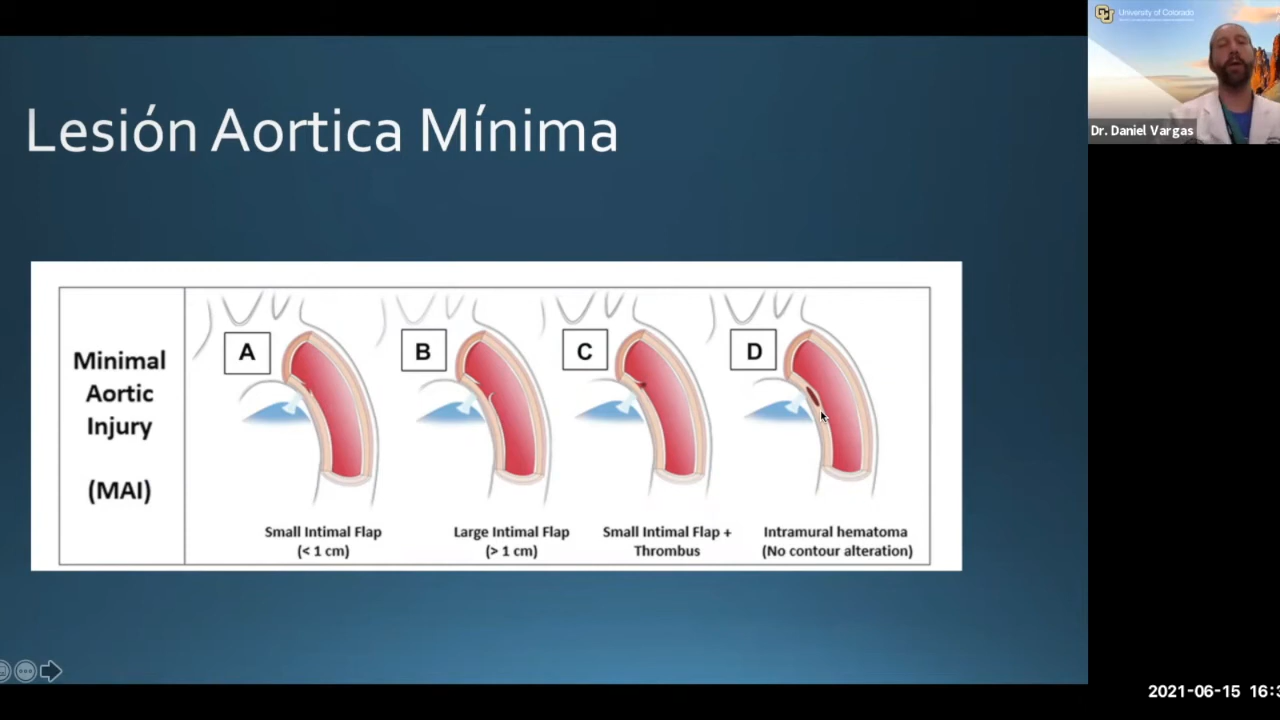 University of Colorado
Dr. Daniel Vargas
Lesión Aortica Mínima
Minimal
Aortic
Injury
(MAI)
A
B
C
D
Small Intimal Flap
(< 1 cm)
Large Intimal Flap
(> 1 cm)
Small Intimal Flap +
Thrombus
Intramural hematoma
(No contour alteration)
2021-06-15 16:3